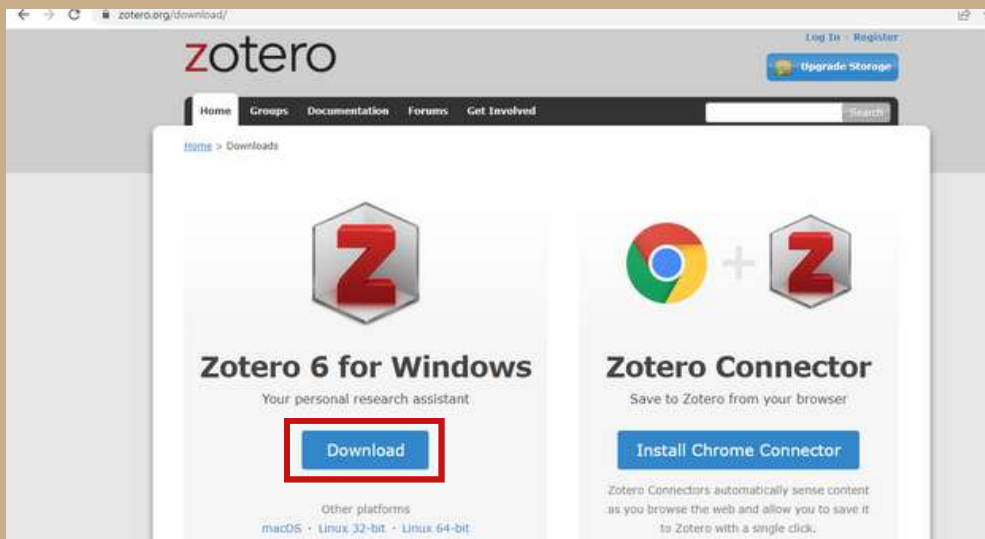 zotero.org/download/
zotero
Log In · Register
Upgrade Storage
Home Groups Documentation Forums Get Involved
Search
Home > Downloads
Z
Z
Zotero 6 for Windows
Your personal research assistant
Download
Other platforms
macOS · Linux 32-bit · Linux 64-bit
Zotero Connector
Save to Zotero from your browser
Install Chrome Connector
Zotero Connectors automatically sense content
as you browse the web and allow you to save it
to Zotero with a single click.